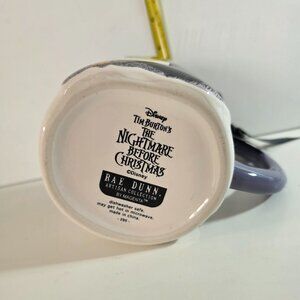 Disney
TIM BURTON'S
THE
NIGHTMARE
BEFORE
CHRISTMAS
©Disney
RAE DUNN
ARTISAN COLLECTION
BY MAGENTA
dishwasher safe.
may get hot in microwave.
made in china.